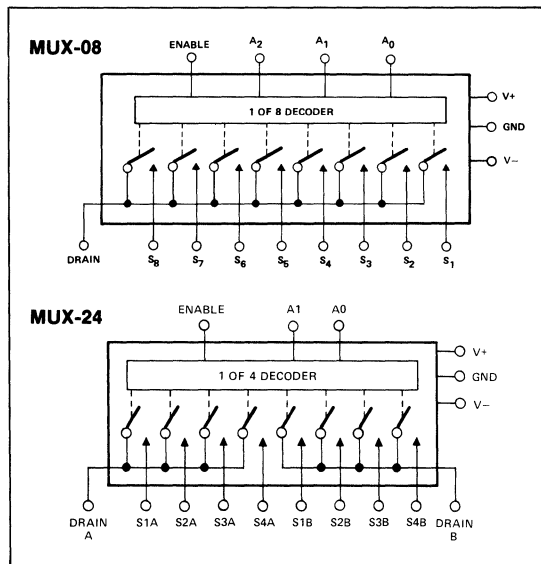 MUX-08
ENABLE A2 A1 A0
1 OF 8 DECODER
V+
GND
V−
DRAIN S8 S7 S6 S5 S4 S3 S2 S1
MUX-24
ENABLE A1 A0
1 OF 4 DECODER
V+
GND
V−
DRAIN A S1A S2A S3A S4A S1B S2B S3B S4B DRAIN B